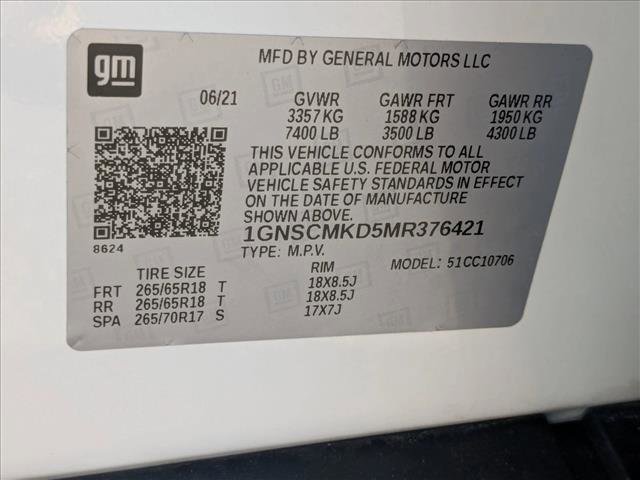 gm
MFD BY GENERAL MOTORS LLC
06/21 GVWR GAWR FRT GAWR RR
3357 KG 1588 KG 1950 KG
7400 LB 3500 LB 4300 LB
THIS VEHICLE CONFORMS TO ALL
APPLICABLE U.S. FEDERAL MOTOR
VEHICLE SAFETY STANDARDS IN EFFECT
ON THE DATE OF MANUFACTURE
SHOWN ABOVE.
8624
1GNSCMKD5MR376421
TYPE: M.P.V. MODEL: 51CC10706
TIRE SIZE RIM
FRT 265/65R18 T 18X8.5J
RR 265/65R18 T 18X8.5J
SPA 265/70R17 S 17X7J